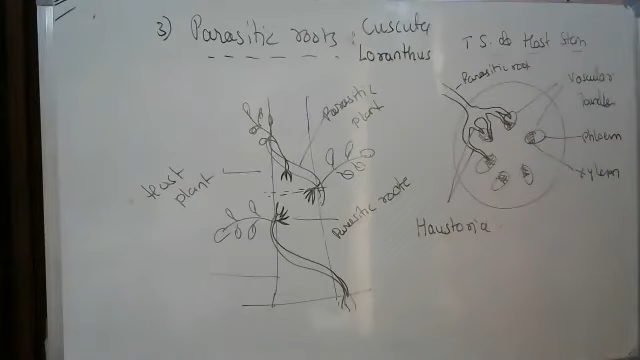 3) Parasitic roots : Cuscuta
Loranthus
T S. of Host Stem
Parasitic root
Vascular
bundle
Phloem
xylem
Haustoria
Parasitic
plant
Host
plant
Parasitic roots